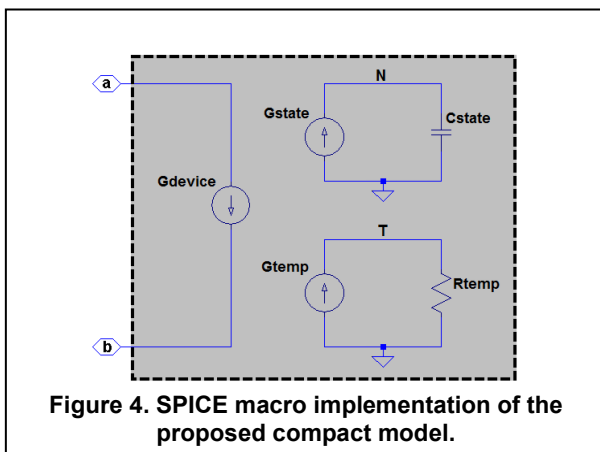 a
N
Gstate
Cstate
Gdevice
T
Gtemp
Rtemp
b
Figure 4. SPICE macro implementation of the
proposed compact model.